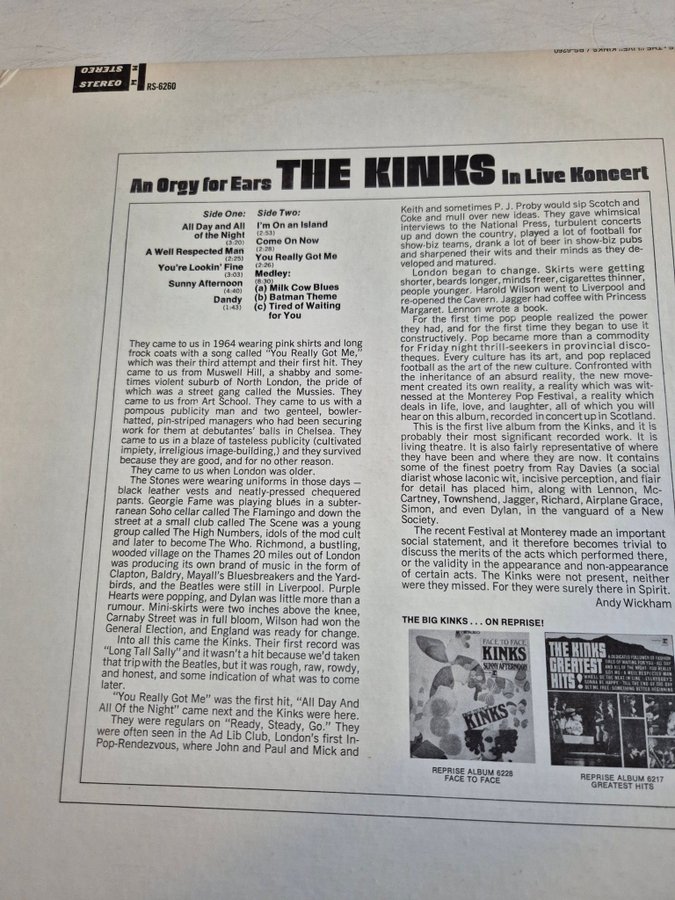 STEREO
STEREO
RS-6260
THE "LIVE" KINKS / RS-6260
An Orgy for Ears THE KINKS In Live Koncert
Side One:
All Day and All
of the Night
(3:20)
A Well Respected Man
(2:25)
You're Lookin' Fine
(3:03)
Sunny Afternoon
(4:40)
Dandy
(1:43)
Side Two:
I'm On an Island
(2:53)
Come On Now
(2:28)
You Really Got Me
(2:26)
Medley:
(8:30)
(a) Milk Cow Blues
(b) Batman Theme
(c) Tired of Waiting
for You
They came to us in 1964 wearing pink shirts and long
frock coats with a song called "You Really Got Me,"
which was their third attempt and their first hit. They
came to us from Muswell Hill, a shabby and some-
times violent suburb of North London, the pride of
which was a street gang called the Mussies. They
came to us from Art School. They came to us with a
pompous publicity man and two genteel, bowler-
hatted, pin-striped managers who had been securing
work for them at debutantes' balls in Chelsea. They
came to us in a blaze of tasteless publicity (cultivated
impiety, irreligious image-building,) and they survived
because they are good, and for no other reason.
They came to us when London was older.
The Stones were wearing uniforms in those days —
black leather vests and neatly-pressed chequered
pants. Georgie Fame was playing blues in a subter-
ranean Soho cellar called The Flamingo and down the
street at a small club called The Scene was a young
group called The High Numbers, idols of the mod cult
and later to become The Who. Richmond, a bustling,
wooded village on the Thames 20 miles out of London
was producing its own brand of music in the form of
Clapton, Baldry, Mayall's Bluesbreakers and the Yard-
birds, and the Beatles were still in Liverpool. Purple
Hearts were popping, and Dylan was little more than a
rumour. Mini-skirts were two inches above the knee,
Carnaby Street was in full bloom, Wilson had won the
General Election, and England was ready for change.
Into all this came the Kinks. Their first record was
"Long Tall Sally" and it wasn't a hit because we'd taken
that trip with the Beatles, but it was rough, raw, rowdy,
and honest, and some indication of what was to come
later.
"You Really Got Me" was the first hit, "All Day And
All Of the Night" came next and the Kinks were here.
They were regulars on "Ready, Steady, Go." They
were often seen in the Ad Lib Club, London's first In-
Pop-Rendezvous, where John and Paul and Mick and
Keith and sometimes P. J. Proby would sip Scotch and
Coke and mull over new ideas. They gave whimsical
interviews to the National Press, turbulent concerts
up and down the country, played a lot of football for
show-biz teams, drank a lot of beer in show-biz pubs
and sharpened their wits and their minds as they de-
veloped and matured.
London began to change. Skirts were getting
shorter, beards longer, minds freer, cigarettes thinner,
people younger. Harold Wilson went to Liverpool and
re-opened the Cavern. Jagger had coffee with Princess
Margaret. Lennon wrote a book.
For the first time pop people realized the power
they had, and for the first time they began to use it
constructively. Pop became more than a commodity
for Friday night thrill-seekers in provincial disco-
theques. Every culture has its art, and pop replaced
football as the art of the new culture. Confronted with
the inheritance of an absurd reality, the new move-
ment created its own reality, a reality which was wit-
nessed at the Monterey Pop Festival, a reality which
deals in life, love, and laughter, all of which you will
hear on this album, recorded in concert up in Scotland.
This is the first live album from the Kinks, and it is
probably their most significant recorded work. It is
living theatre. It is also fairly representative of where
they have been and where they are now. It contains
some of the finest poetry from Ray Davies (a social
diarist whose laconic wit, incisive perception, and flair
for detail has placed him, along with Lennon, Mc-
Cartney, Townshend, Jagger, Richard, Airplane Grace,
Simon, and even Dylan, in the vanguard of a New
Society.
The recent Festival at Monterey made an important
social statement, and it therefore becomes trivial to
discuss the merits of the acts which performed there,
or the validity in the appearance and non-appearance
of certain acts. The Kinks were not present, neither
were they missed. For they were surely there in Spirit.
Andy Wickham
THE BIG KINKS . . . ON REPRISE!
FACE TO FACE
KINKS
SUNNY AFTERNOON
KINKS
REPRISE ALBUM 6228
FACE TO FACE
THE KINKS
GREATEST
HITS!
REPRISE ALBUM 6217
GREATEST HITS